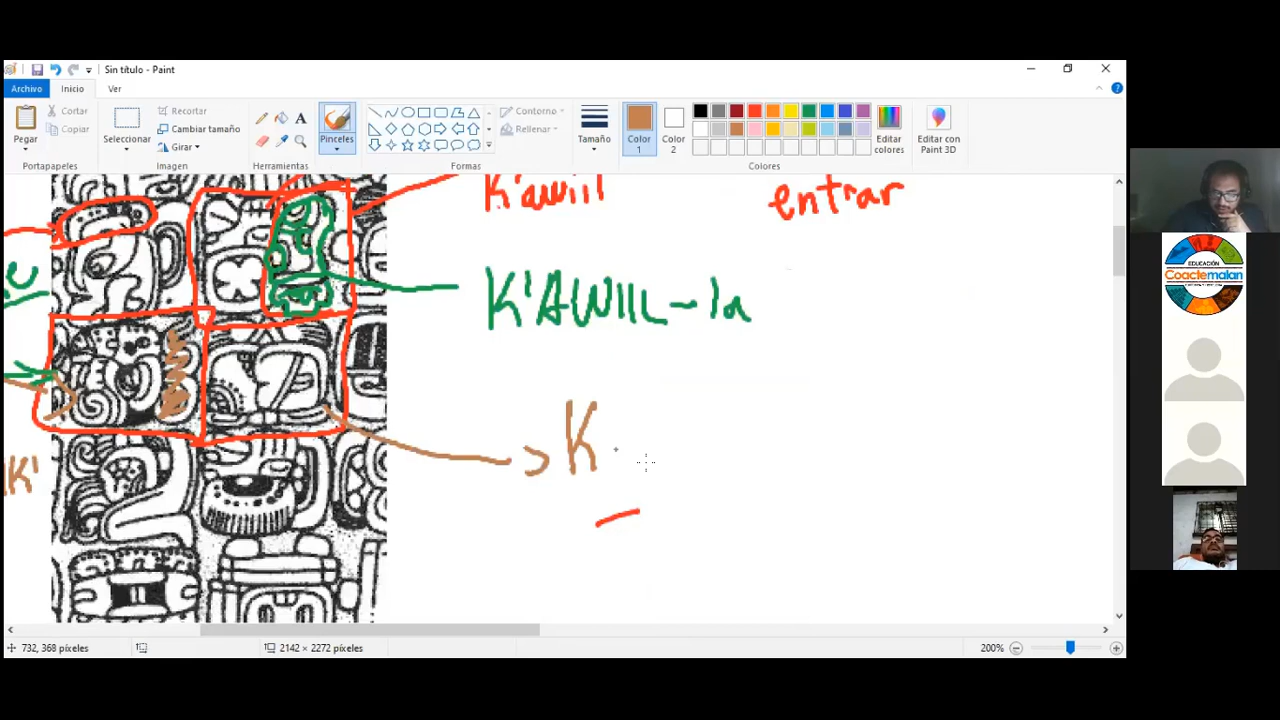 Sin título - Paint
Archivo Inicio Ver
Pegar
Cortar
Copiar
Portapapeles
Seleccionar
Recortar
Cambiar tamaño
Girar
Imagen
Herramientas
Pinceles
Contorno
Rellenar
Formas
Tamaño
Color 1
Color 2
Editar colores
Colores
Editar con Paint 3D
K'awiil
entrar
K'AWIIL-la
K
K'
EDUCACIÓN
Coactemalan
732, 368 píxeles
2142 × 2272 píxeles
200%